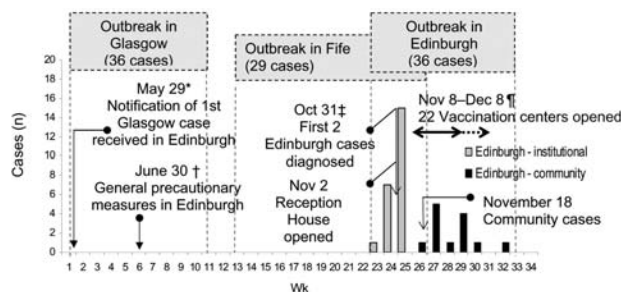 Outbreak in
Glasgow
(36 cases)
Outbreak in Fife
(29 cases)
Outbreak in
Edinburgh
(36 cases)
20
18
16
14
12
10
8
6
4
2
0
Cases (n)
May 29*
Notification of 1st
Glasgow case
received in Edinburgh
June 30 †
General precautionary
measures in Edinburgh
Oct 31‡
First 2
Edinburgh cases
diagnosed
Nov 2
Reception
House
opened
Nov 8–Dec 8 ¶
22 Vaccination centers opened
Edinburgh - institutional
Edinburgh - community
November 18
Community cases
1 2 3 4 5 6 7 8 9 10 11 12 13 14 15 16 17 18 19 20 21 22 23 24 25 26 27 28 29 30 31 32 33 34
Wk